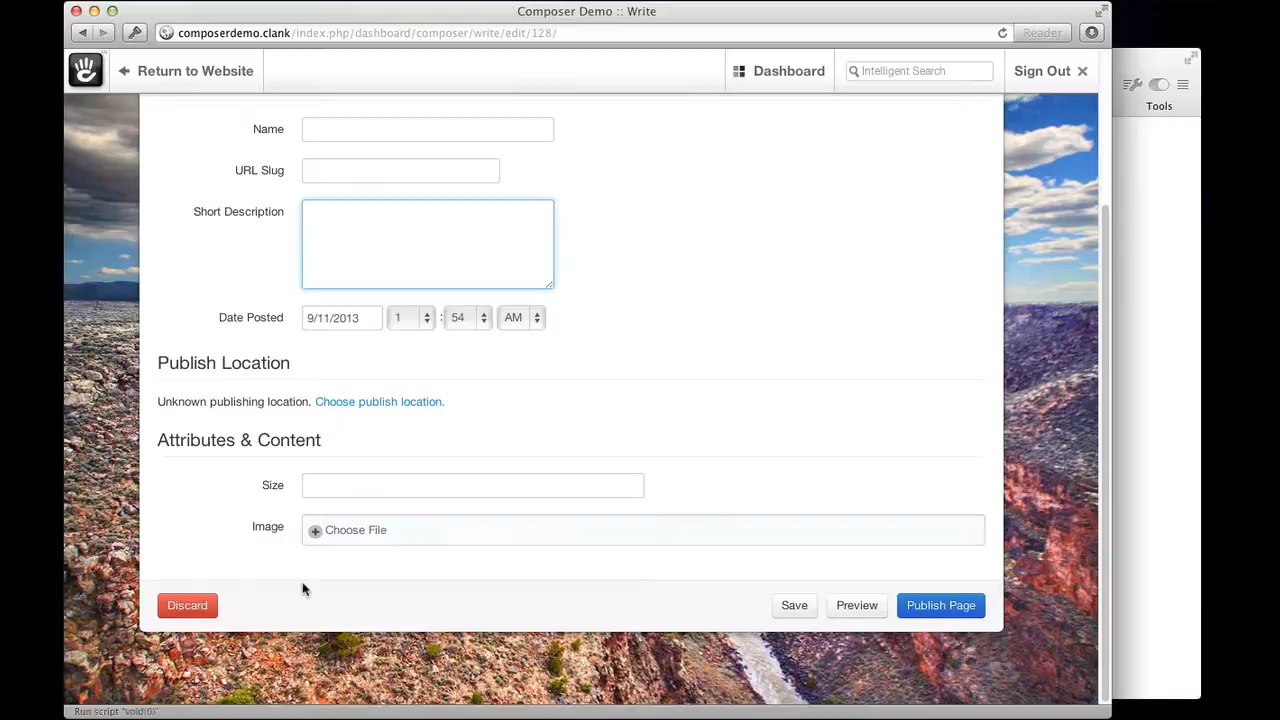 Composer Demo :: Write
composerdemo.clank/index.php/dashboard/composer/write/edit/128/
Reader
Return to Website
Dashboard
Intelligent Search
Sign Out
Tools
Name
URL Slug
Short Description
Date Posted 9/11/2013 1 : 54 AM
Publish Location
Unknown publishing location. Choose publish location.
Attributes & Content
Size
Image Choose File
Discard Save Preview Publish Page
Run script "void(0)"